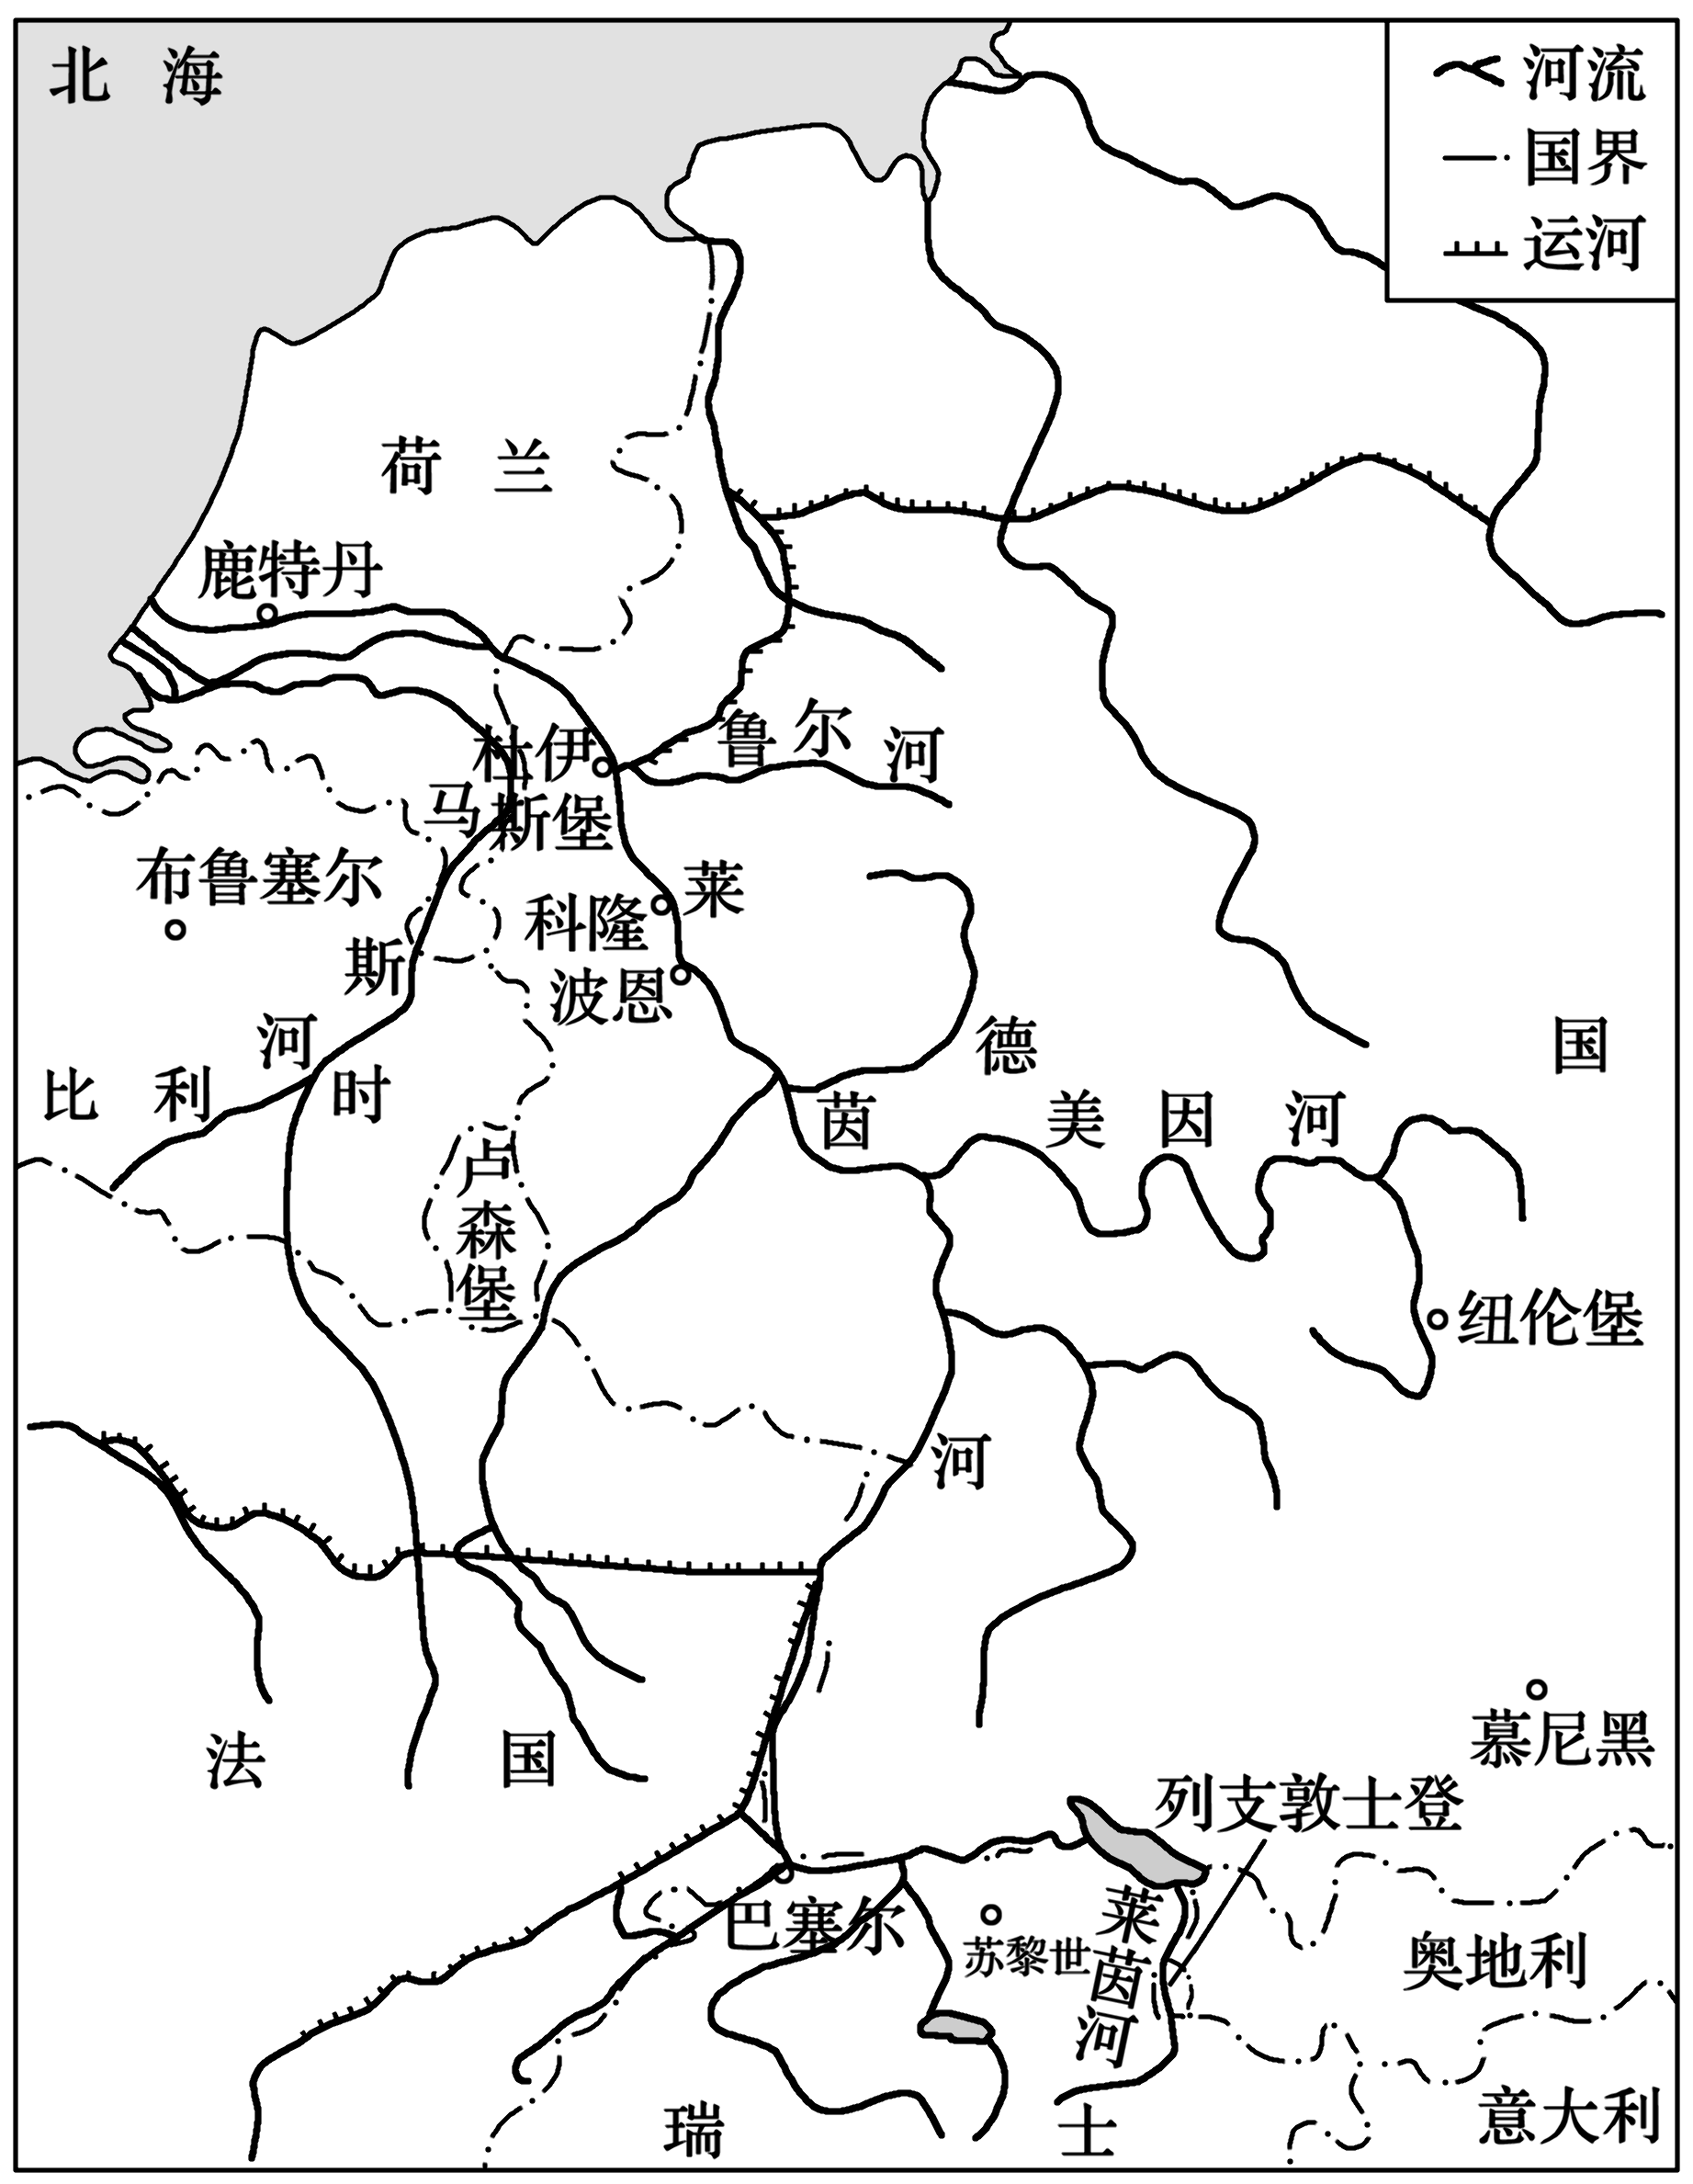 北海
河流
国界
运河
荷兰
鹿特丹
鲁尔河
杜伊
斯堡
马斯河
布鲁塞尔
科隆
波恩
莱茵河
德国
比利时
美因河
卢森堡
纽伦堡
法国
慕尼黑
列支敦士登
巴塞尔
苏黎世
莱茵河
奥地利
瑞士
意大利